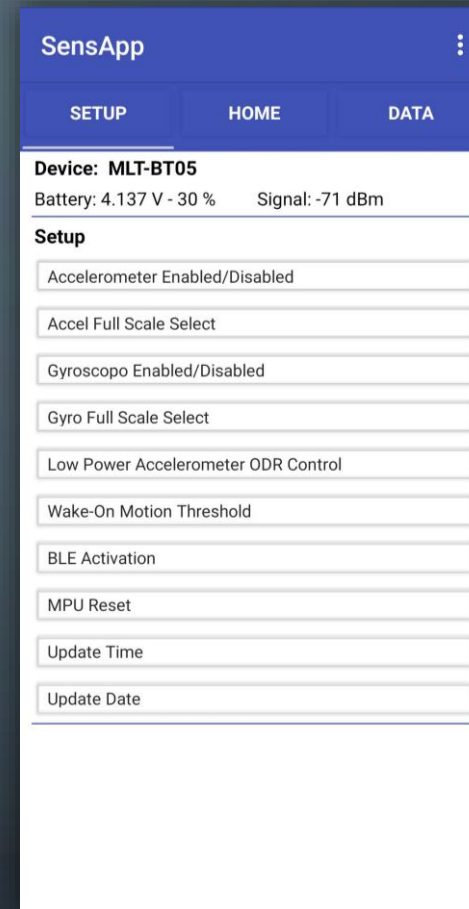 SensApp
SETUP HOME DATA
Device: MLT-BT05
Battery: 4.137 V - 30 % Signal: -71 dBm
Setup
Accelerometer Enabled/Disabled
Accel Full Scale Select
Gyroscopo Enabled/Disabled
Gyro Full Scale Select
Low Power Accelerometer ODR Control
Wake-On Motion Threshold
BLE Activation
MPU Reset
Update Time
Update Date